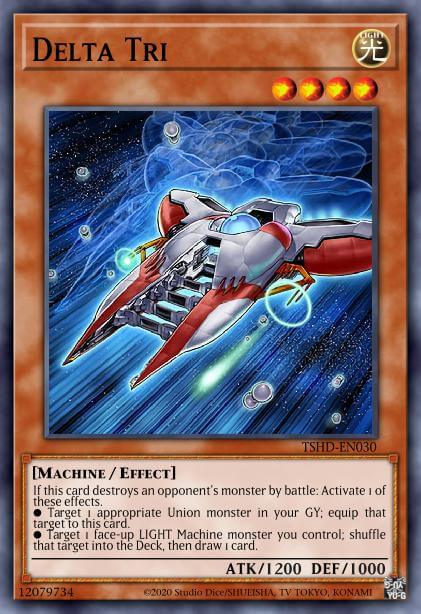 DELTA TRI
LIGHT
光
TSHD-EN030
[MACHINE / EFFECT]
If this card destroys an opponent's monster by battle: Activate 1 of
these effects.
● Target 1 appropriate Union monster in your GY; equip
that target to this card.
● Target 1 face-up LIGHT Machine monster you control; shuffle
that target into the Deck, then draw 1 card.
ATK/1200 DEF/1000
12079734
©2020 Studio Dice/SHUEISHA, TV TOKYO, KONAMI